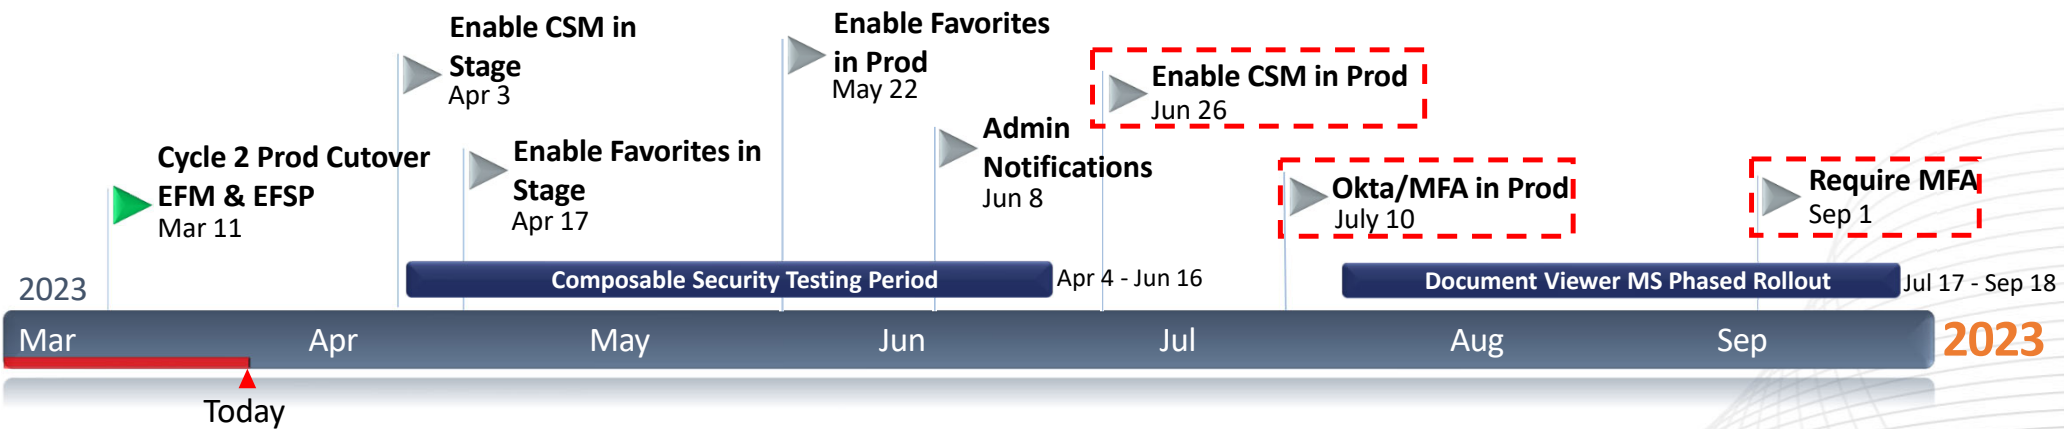 Enable CSM in
Stage
Apr 3
Enable Favorites
in Prod
May 22
Enable CSM in Prod
Jun 26
Cycle 2 Prod Cutover
EFM & EFSP
Mar 11
Enable Favorites in
Stage
Apr 17
Admin
Notifications
Jun 8
Okta/MFA in Prod
July 10
Require MFA
Sep 1
Composable Security Testing Period
Apr 4 - Jun 16
Document Viewer MS Phased Rollout
Jul 17 - Sep 18
2023
Mar
Apr
May
Jun
Jul
Aug
Sep
2023
Today